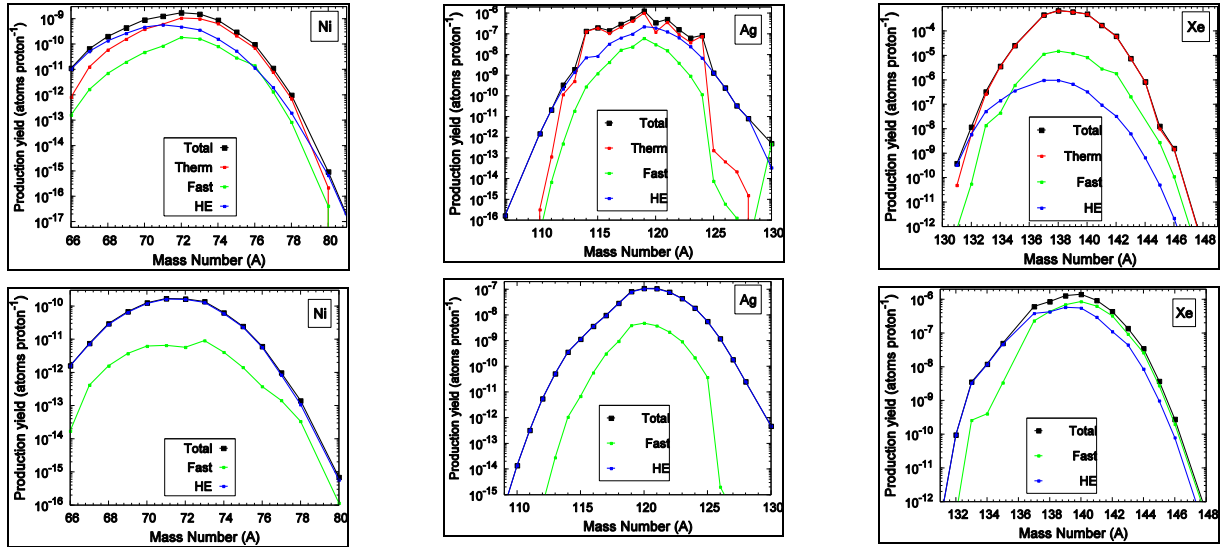 Production yield (atoms proton⁻¹)
10⁻⁹
10⁻¹⁰
10⁻¹¹
10⁻¹²
10⁻¹³
10⁻¹⁴
10⁻¹⁵
10⁻¹⁶
10⁻¹⁷
Ni
Total
Therm
Fast
HE
66 68 70 72 74 76 78 80
Mass Number (A)
Production yield (atoms proton⁻¹)
10⁻⁶
10⁻⁷
10⁻⁸
10⁻⁹
10⁻¹⁰
10⁻¹¹
10⁻¹²
10⁻¹³
10⁻¹⁴
10⁻¹⁵
10⁻¹⁶
Ag
Total
Therm
Fast
HE
110 115 120 125 130
Mass Number (A)
Production yield (atoms proton⁻¹)
10⁻⁴
10⁻⁵
10⁻⁶
10⁻⁷
10⁻⁸
10⁻⁹
10⁻¹⁰
10⁻¹¹
10⁻¹²
Xe
Total
Therm
Fast
HE
130 132 134 136 138 140 142 144 146 148
Mass Number (A)
Production yield (atoms proton⁻¹)
10⁻¹⁰
10⁻¹¹
10⁻¹²
10⁻¹³
10⁻¹⁴
10⁻¹⁵
10⁻¹⁶
Ni
Total
Fast
HE
66 68 70 72 74 76 78 80
Mass Number (A)
Production yield (atoms proton⁻¹)
10⁻⁷
10⁻⁸
10⁻⁹
10⁻¹⁰
10⁻¹¹
10⁻¹²
10⁻¹³
10⁻¹⁴
10⁻¹⁵
Ag
Total
Fast
HE
110 115 120 125 130
Mass Number (A)
Production yield (atoms proton⁻¹)
10⁻⁶
10⁻⁷
10⁻⁸
10⁻⁹
10⁻¹⁰
10⁻¹¹
10⁻¹²
Xe
Total
Fast
HE
132 134 136 138 140 142 144 146 148
Mass Number (A)